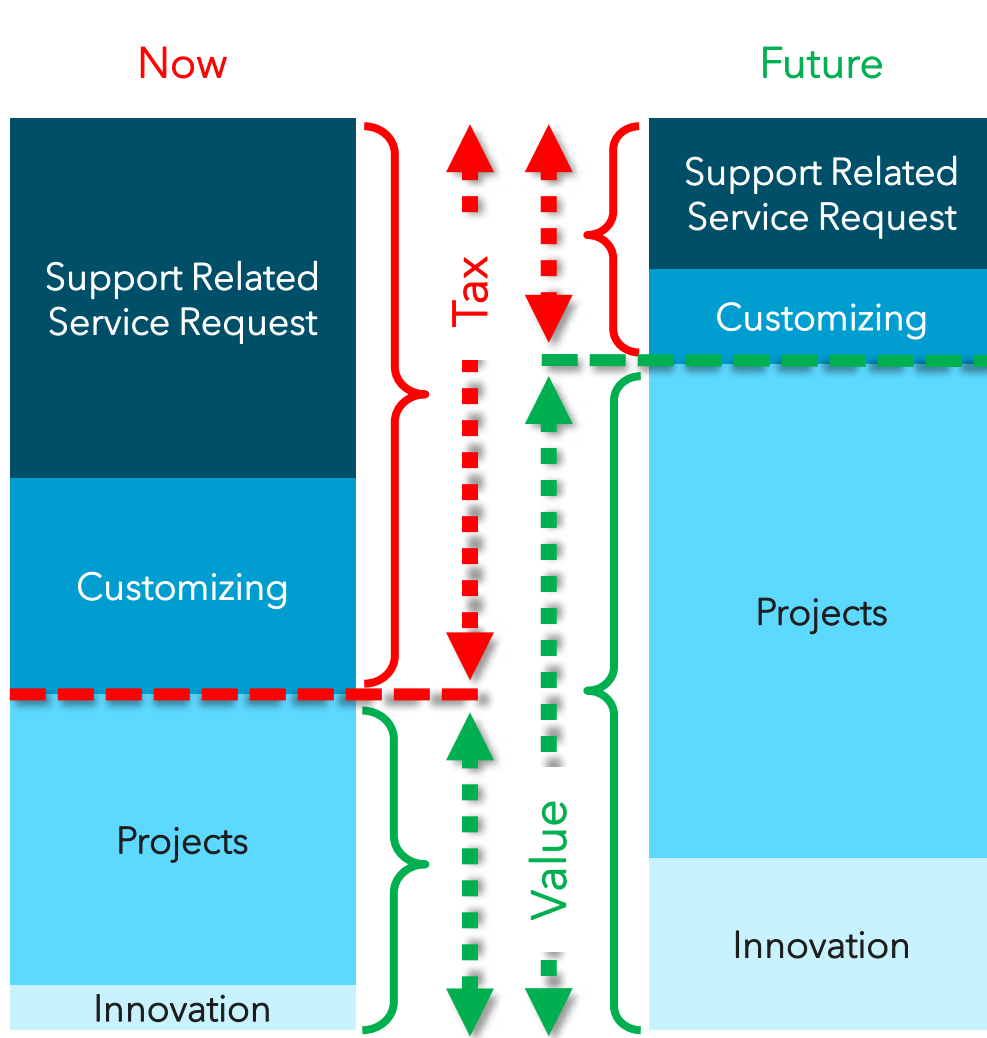 Now
Future
Support Related
Service Request
Customizing
Projects
Innovation
Tax
Value
Support Related
Service Request
Customizing
Projects
Innovation